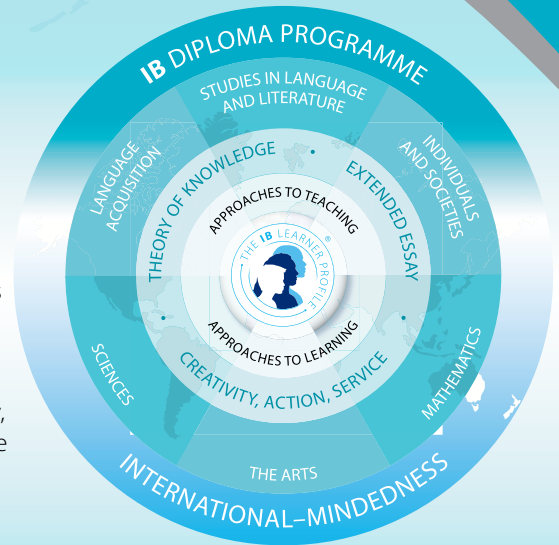 IB DIPLOMA PROGRAMME
STUDIES IN LANGUAGE
AND LITERATURE
LANGUAGE
ACQUISITION
INDIVIDUALS
AND SOCIETIES
THEORY OF KNOWLEDGE
EXTENDED ESSAY
APPROACHES TO TEACHING
THE IB LEARNER PROFILE ®
APPROACHES TO LEARNING
CREATIVITY, ACTION, SERVICE
SCIENCES
MATHEMATICS
THE ARTS
INTERNATIONAL–MINDEDNESS